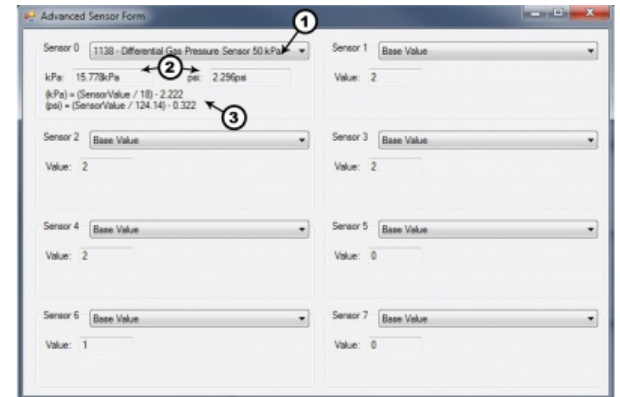 Advanced Sensor Form
1
Sensor 0 1138 - Differential Gas Pressure Sensor 50 kPa
Sensor 1 Base Value
kPa: 15.778kPa 2 psi: 2.296psi
Value: 2
(kPa) = (SensorValue / 18) - 2.222
(psi) = (SensorValue / 124.14) - 0.322
3
Sensor 2 Base Value
Sensor 3 Base Value
Value: 2
Value: 2
Sensor 4 Base Value
Sensor 5 Base Value
Value: 2
Value: 0
Sensor 6 Base Value
Sensor 7 Base Value
Value: 1
Value: 0